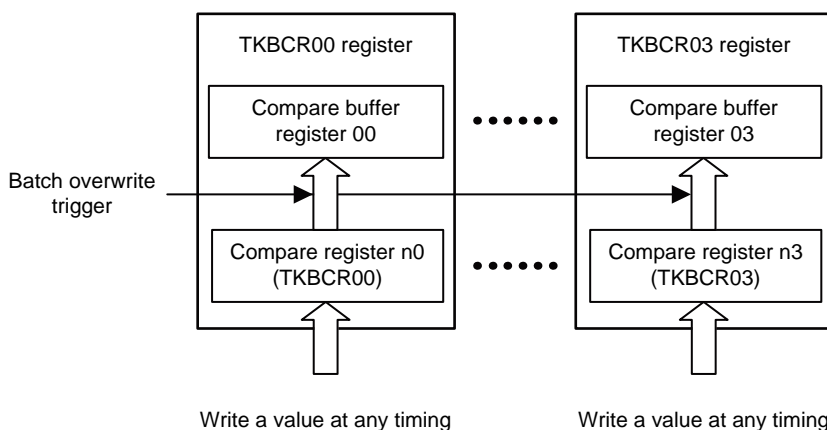 TKBCR00 register
TKBCR03 register
Compare buffer
register 00
Compare buffer
register 03
Batch overwrite
trigger
Compare register n0
(TKBCR00)
Compare register n3
(TKBCR03)
Write a value at any timing
Write a value at any timing